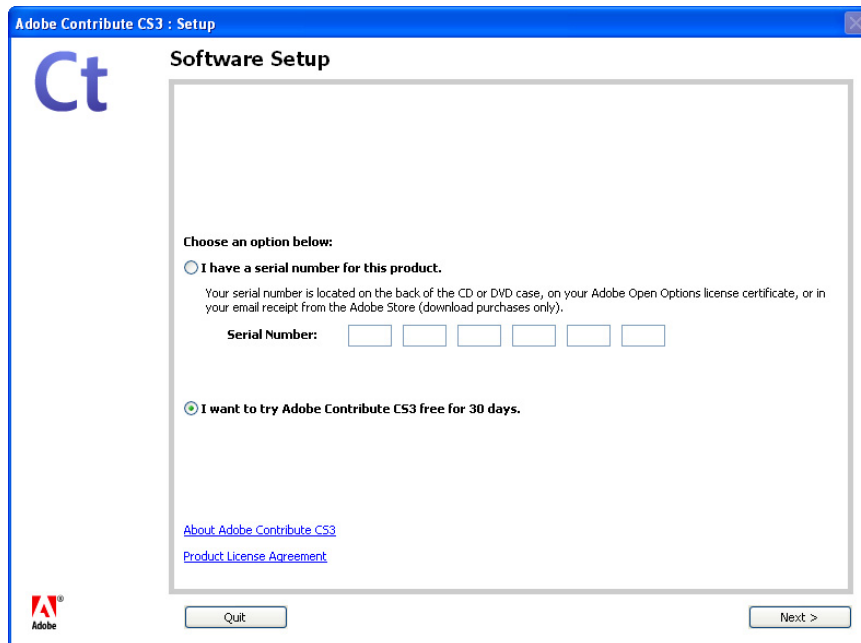 Adobe Contribute CS3 : Setup
Ct
Software Setup
Choose an option below:
I have a serial number for this product.
Your serial number is located on the back of the CD or DVD case, on your Adobe Open Options license certificate, or in
your email receipt from the Adobe Store (download purchases only).
Serial Number:
I want to try Adobe Contribute CS3 free for 30 days.
About Adobe Contribute CS3
Product License Agreement
®
Adobe
Quit
Next >